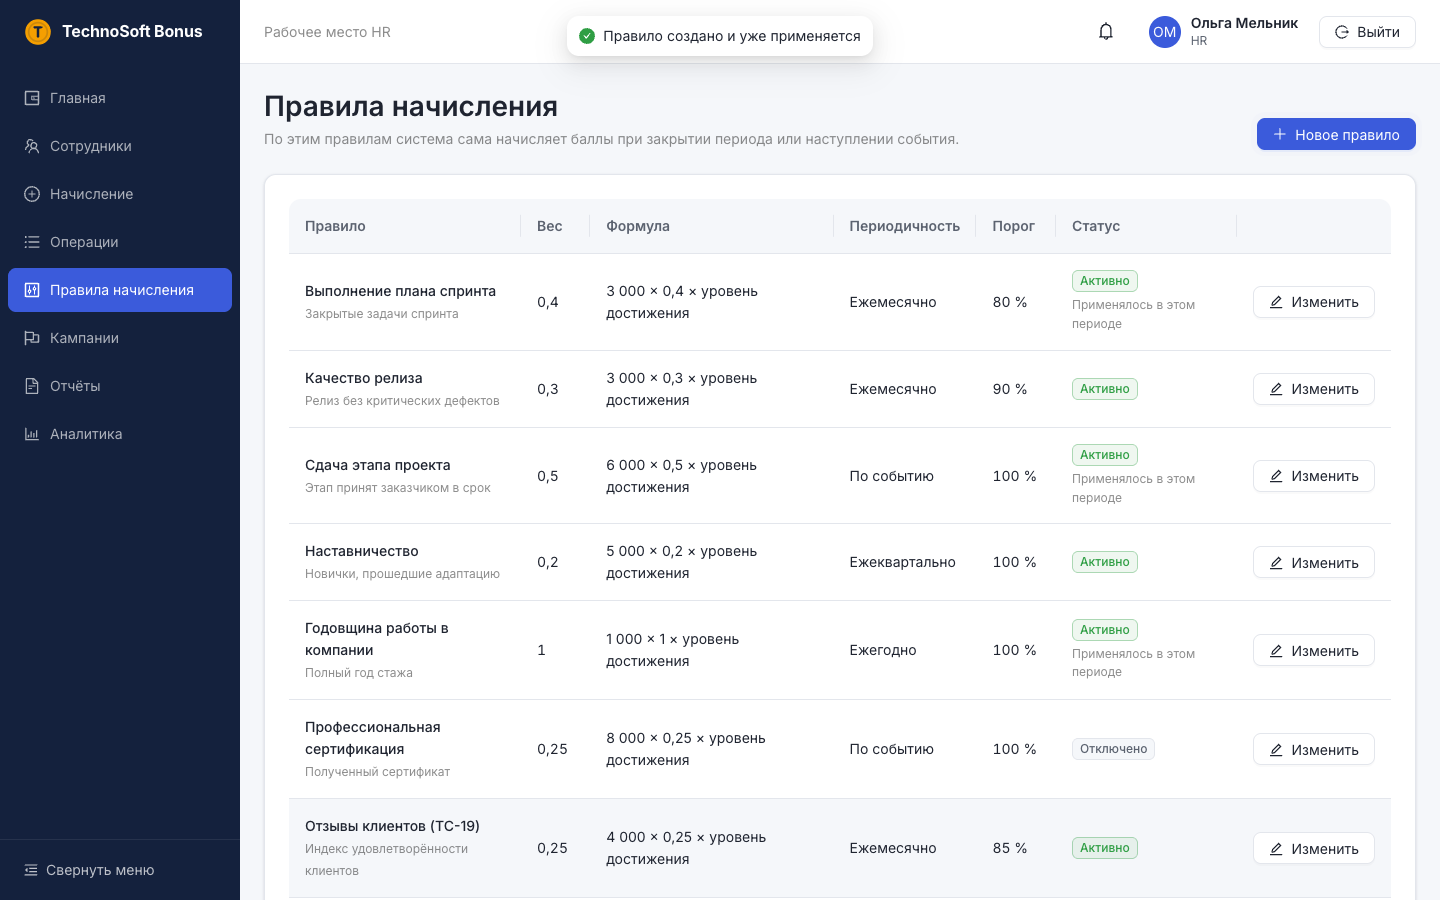 TechnoSoft Bonus
Рабочее место HR
Правило создано и уже применяется
ОМ
Ольга Мельник
HR
Выйти
Главная
Сотрудники
Начисление
Операции
Правила начисления
Кампании
Отчёты
Аналитика
Свернуть меню
Правила начисления
По этим правилам система сама начисляет баллы при закрытии периода или наступлении события.
Новое правило
Правило Вес Формула Периодичность Порог Статус
Выполнение плана спринта
Закрытые задачи спринта
0,4
3 000 × 0,4 × уровень
достижения
Ежемесячно
80 %
Активно
Применялось в этом
периоде
Изменить
Качество релиза
Релиз без критических дефектов
0,3
3 000 × 0,3 × уровень
достижения
Ежемесячно
90 %
Активно
Изменить
Сдача этапа проекта
Этап принят заказчиком в срок
0,5
6 000 × 0,5 × уровень
достижения
По событию
100 %
Активно
Применялось в этом
периоде
Изменить
Наставничество
Новички, прошедшие адаптацию
0,2
5 000 × 0,2 × уровень
достижения
Ежеквартально
100 %
Активно
Изменить
Годовщина работы в
компании
Полный год стажа
1
1 000 × 1 × уровень
достижения
Ежегодно
100 %
Активно
Применялось в этом
периоде
Изменить
Профессиональная
сертификация
Полученный сертификат
0,25
8 000 × 0,25 × уровень
достижения
По событию
100 %
Отключено
Изменить
Отзывы клиентов (ТС-19)
Индекс удовлетворённости
клиентов
0,25
4 000 × 0,25 × уровень
достижения
Ежемесячно
85 %
Активно
Изменить